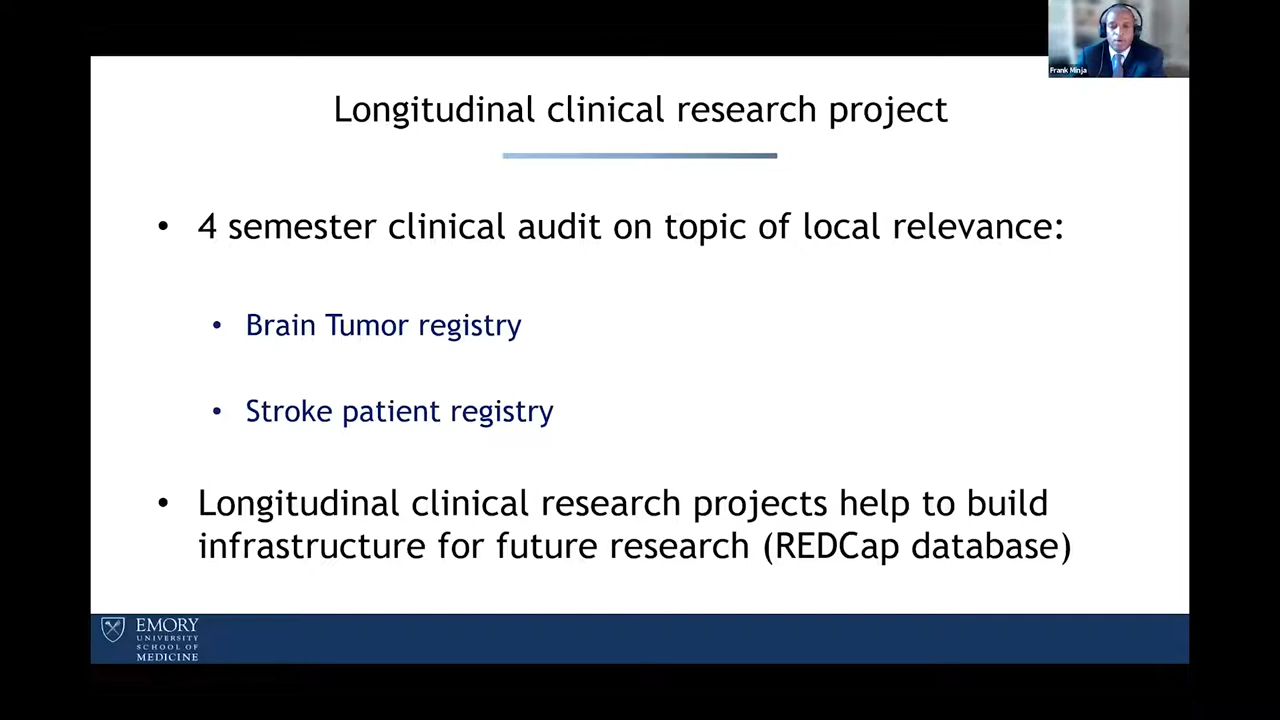 Frank Minja
Longitudinal clinical research project
• 4 semester clinical audit on topic of local relevance:
• Brain Tumor registry
• Stroke patient registry
• Longitudinal clinical research projects help to build
infrastructure for future research (REDCap database)
EMORY
UNIVERSITY
SCHOOL OF
MEDICINE